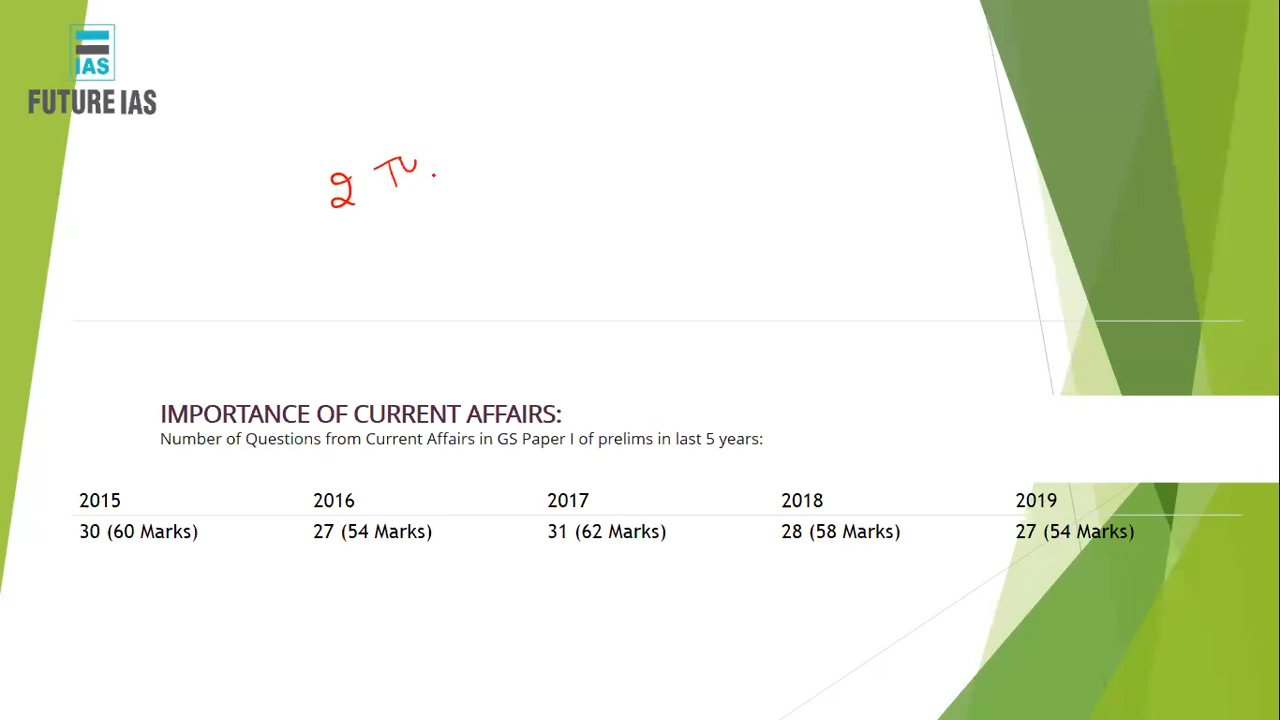 IAS
FUTURE IAS
2
IMPORTANCE OF CURRENT AFFAIRS:
Number of Questions from Current Affairs in GS Paper I of prelims in last 5 years:
2015 2016 2017 2018 2019
30 (60 Marks) 27 (54 Marks) 31 (62 Marks) 28 (58 Marks) 27 (54 Marks)